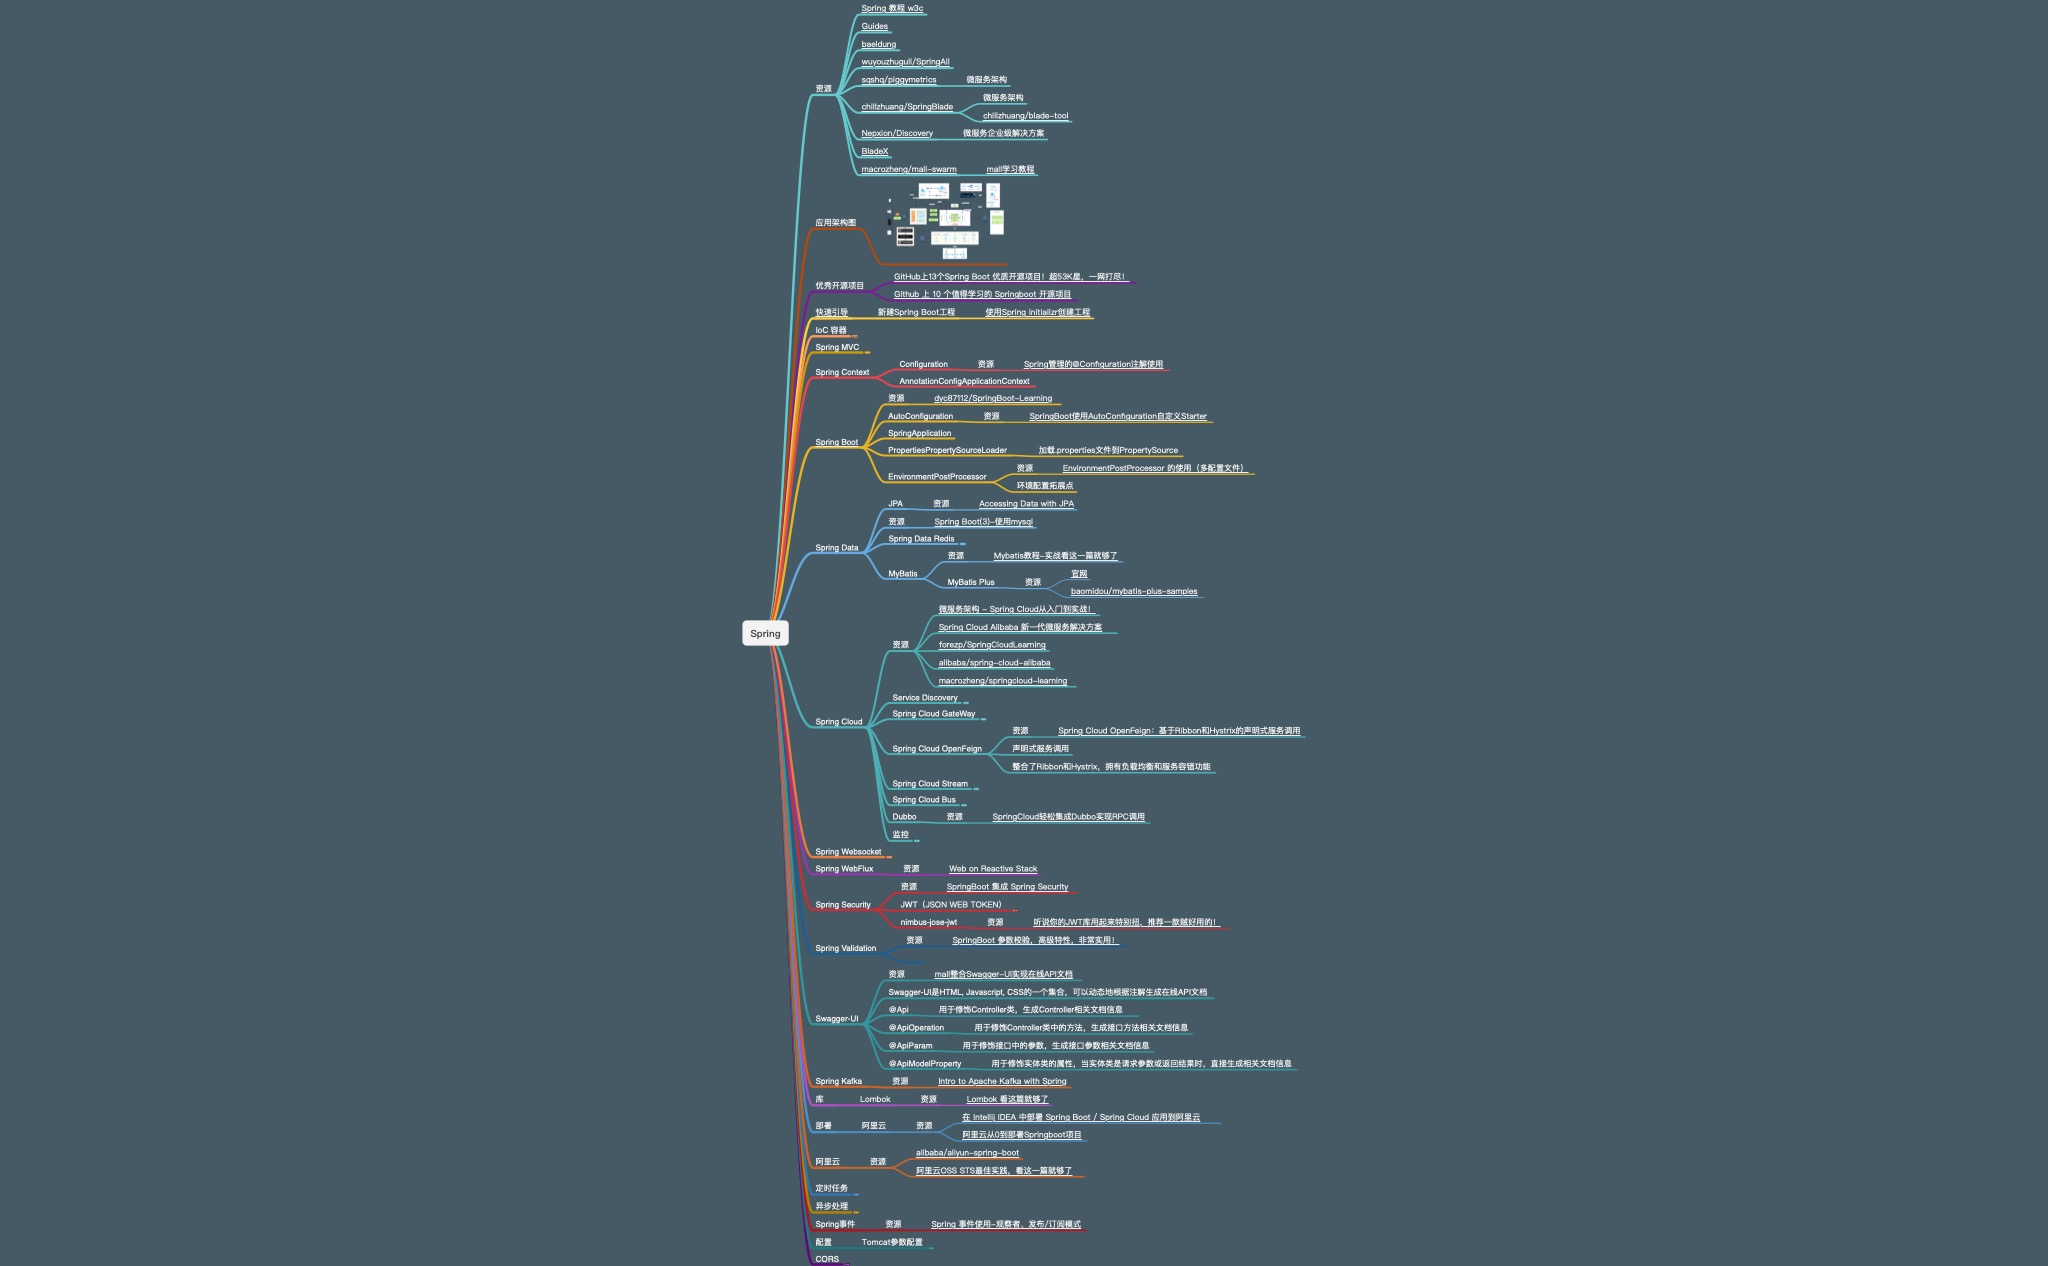 Spring
资源
Spring 教程 w3c
Guides
baeldung
wuyouzhuguli/SpringAll
sqshq/piggymetrics 微服务架构
chillzhuang/SpringBlade
微服务架构
chillzhuang/blade-tool
Nepxion/Discovery 微服务企业级解决方案
BladeX
macrozheng/mall-swarm mall学习教程
应用架构图
优秀开源项目
GitHub上13个Spring Boot 优质开源项目！超53K星，一网打尽！
Github 上 10 个值得学习的 Springboot 开源项目
快速引导 新建Spring Boot工程 使用Spring initializr创建工程
IoC 容器
Spring MVC
Spring Context
Configuration 资源 Spring管理的@Configuration注解使用
AnnotationConfigApplicationContext
Spring Boot
资源 dyc87112/SpringBoot-Learning
AutoConfiguration 资源 SpringBoot使用AutoConfiguration自定义Starter
SpringApplication
PropertiesPropertySourceLoader 加载.properties文件到PropertySource
EnvironmentPostProcessor
资源 EnvironmentPostProcessor 的使用（多配置文件）
环境配置拓展点
Spring Data
JPA 资源 Accessing Data with JPA
资源 Spring Boot(3)-使用mysql
Spring Data Redis
MyBatis
资源 Mybatis教程-实战看这一篇就够了
MyBatis Plus 资源
官网
baomidou/mybatis-plus-samples
Spring Cloud
资源
微服务架构 - Spring Cloud从入门到实战！
Spring Cloud Alibaba 新一代微服务解决方案
forezp/SpringCloudLearning
alibaba/spring-cloud-alibaba
macrozheng/springcloud-learning
Service Discovery
Spring Cloud GateWay
Spring Cloud OpenFeign
资源 Spring Cloud OpenFeign：基于Ribbon和Hystrix的声明式服务调用
声明式服务调用
整合了Ribbon和Hystrix，拥有负载均衡和服务容错功能
Spring Cloud Stream
Spring Cloud Bus
Dubbo 资源 SpringCloud轻松集成Dubbo实现RPC调用
监控
Spring Websocket
Spring WebFlux 资源 Web on Reactive Stack
Spring Security
资源 SpringBoot 集成 Spring Security
JWT（JSON WEB TOKEN）
nimbus-jose-jwt 资源 听说你的JWT库用起来特别扭，推荐一款贼好用的！
Spring Validation
资源 SpringBoot 参数校验，高级特性，非常实用！
Swagger-UI
资源 mall整合Swagger-UI实现在线API文档
Swagger-UI是HTML, Javascript, CSS的一个集合，可以动态地根据注解生成在线API文档
@Api 用于修饰Controller类，生成Controller相关文档信息
@ApiOperation 用于修饰Controller类中的方法，生成接口方法相关文档信息
@ApiParam 用于修饰接口中的参数，生成接口参数相关文档信息
@ApiModelProperty 用于修饰实体类的属性，当实体类是请求参数或返回结果时，直接生成相关文档信息
Spring Kafka 资源 Intro to Apache Kafka with Spring
库 Lombok 资源 Lombok 看这篇就够了
部署 阿里云 资源
在 Intellij IDEA 中部署 Spring Boot / Spring Cloud 应用到阿里云
阿里云从0到部署Springboot项目
阿里云 资源
alibaba/aliyun-spring-boot
阿里云OSS STS最佳实践，看这一篇就够了
定时任务
异步处理
Spring事件 资源 Spring 事件使用-观察者、发布/订阅模式
配置 Tomcat参数配置
CORS